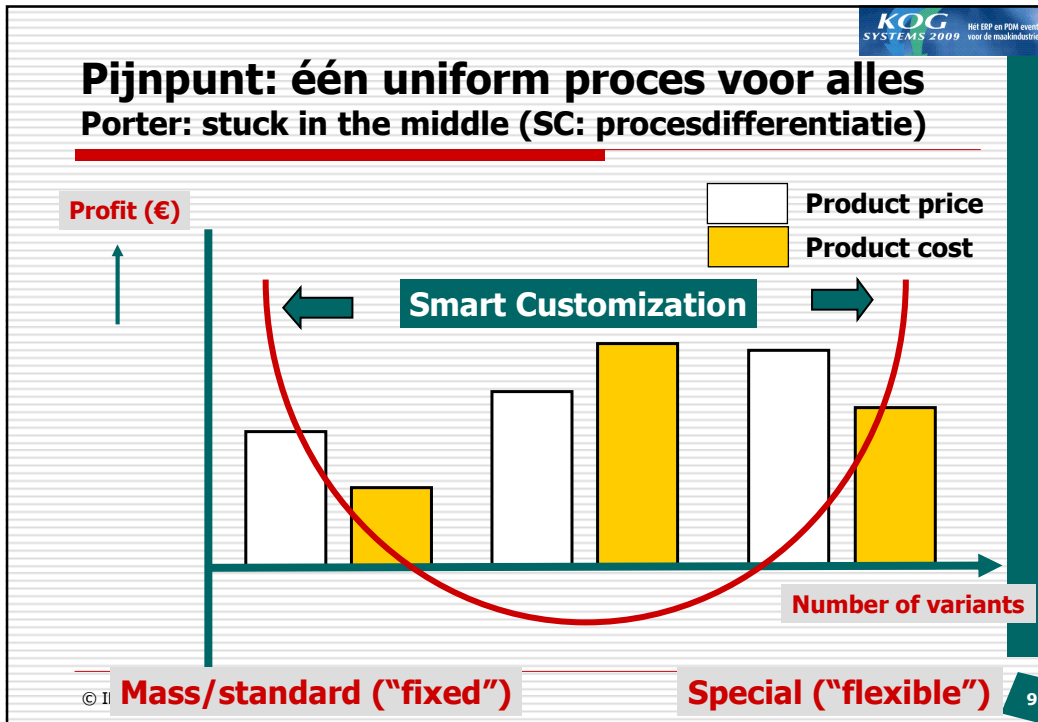 KOG
SYSTEMS 2009
Hét ERP en PDM event
voor de maakindustrie
Pijnpunt: één uniform proces voor alles
Porter: stuck in the middle (SC: procesdifferentiatie)
Profit (€)
Product price
Product cost
Smart Customization
Number of variants
©
Mass/standard (“fixed”)
Special (“flexible”)
9